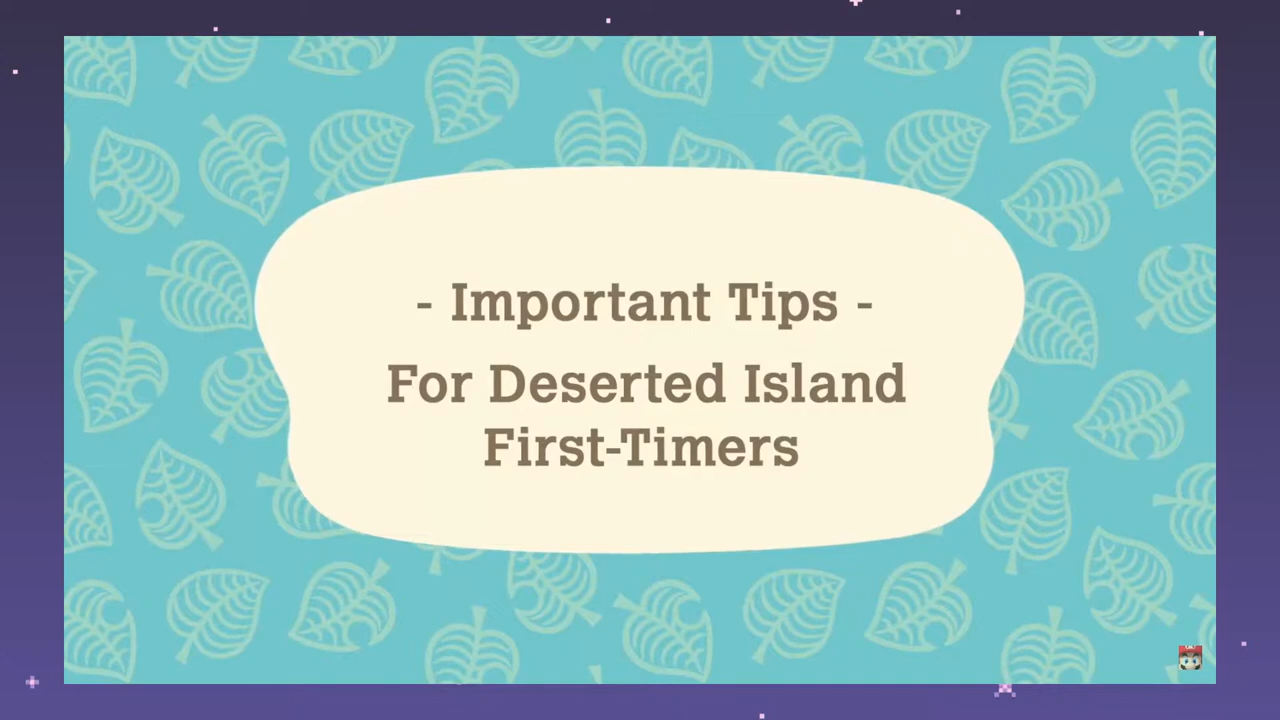 - Important Tips -
For Deserted Island
First-Timers